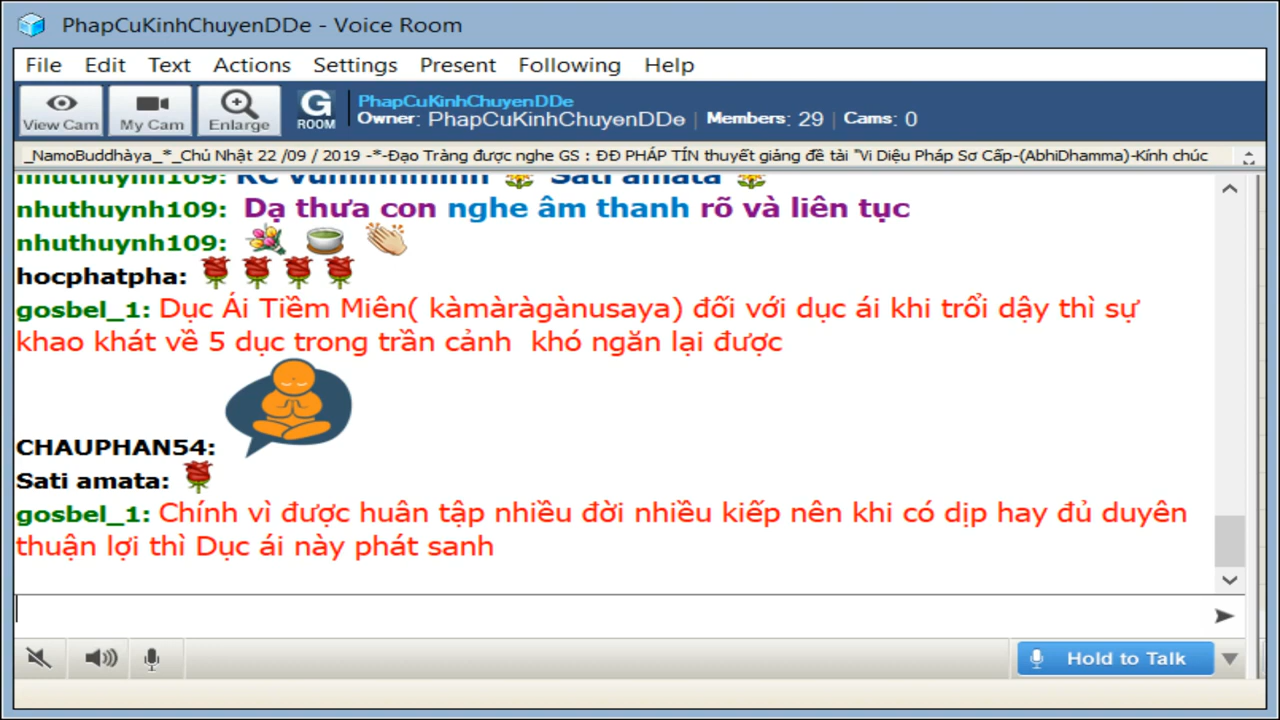 PhapCuKinhChuyenDDe - Voice Room
File Edit Text Actions Settings Present Following Help
View Cam My Cam Enlarge G ROOM
PhapCuKinhChuyenDDe
Owner: PhapCuKinhChuyenDDe | Members: 29 | Cams: 0
_NamoBuddhàya_*_Chủ Nhật 22 /09 / 2019 -*-Đạo Tràng được nghe GS : ĐĐ PHÁP TÍN thuyết giảng đề tài "Vi Diệu Pháp Sơ Cấp-(AbhiDhamma)-Kính chúc
nhuthuynh109: KC Sati amata
nhuthuynh109: Dạ thưa con nghe âm thanh rõ và liên tục
nhuthuynh109:
hocphatpha:
gosbel_1: Dục Ái Tiềm Miên( kàmàràgànusaya) đối với dục ái khi trổi dậy thì sự
khao khát về 5 dục trong trần cảnh khó ngăn lại được
CHAUPHAN54:
Sati amata:
gosbel_1: Chính vì được huân tập nhiều đời nhiều kiếp nên khi có dịp hay đủ duyên
thuận lợi thì Dục ái này phát sanh
Hold to Talk